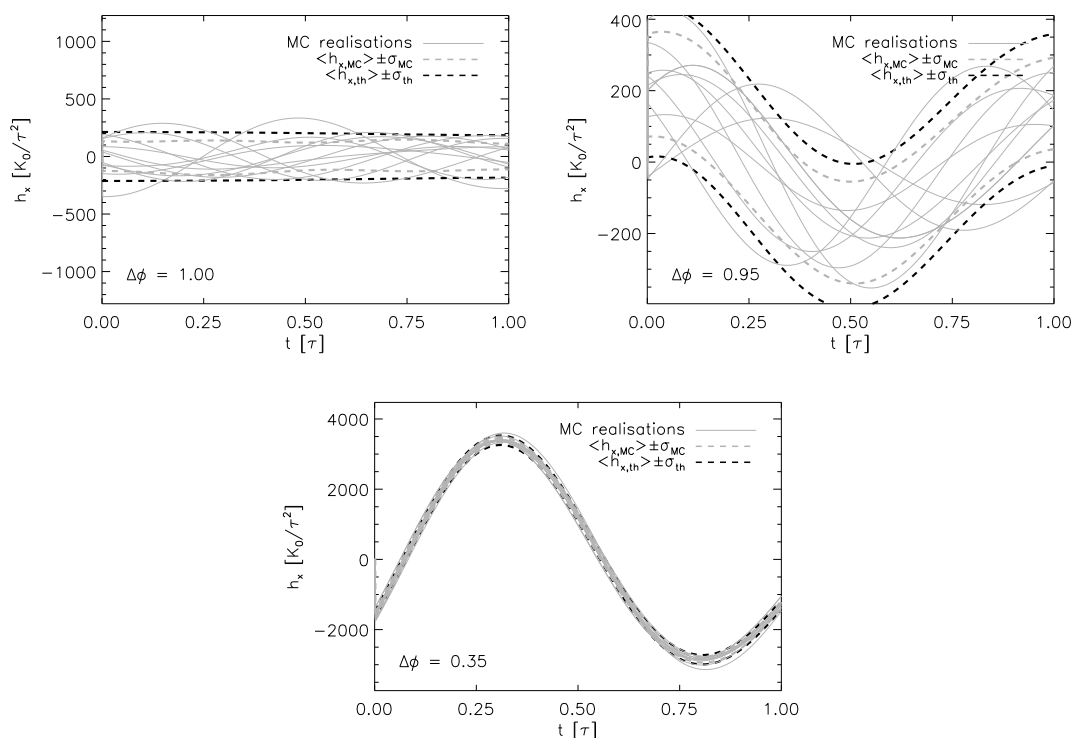 MC realisations
<h_x,MC> ±σ_MC
<h_x,th> ±σ_th
1000
500
0
−500
−1000
h_x [K_0/τ^2]
Δϕ = 1.00
0.00 0.25 0.50 0.75 1.00
t [τ]
MC realisations
<h_x,MC> ±σ_MC
<h_x,th> ±σ_th
400
200
0
−200
h_x [K_0/τ^2]
Δϕ = 0.95
0.00 0.25 0.50 0.75 1.00
t [τ]
MC realisations
<h_x,MC> ±σ_MC
<h_x,th> ±σ_th
4000
2000
0
−2000
h_x [K_0/τ^2]
Δϕ = 0.35
0.00 0.25 0.50 0.75 1.00
t [τ]